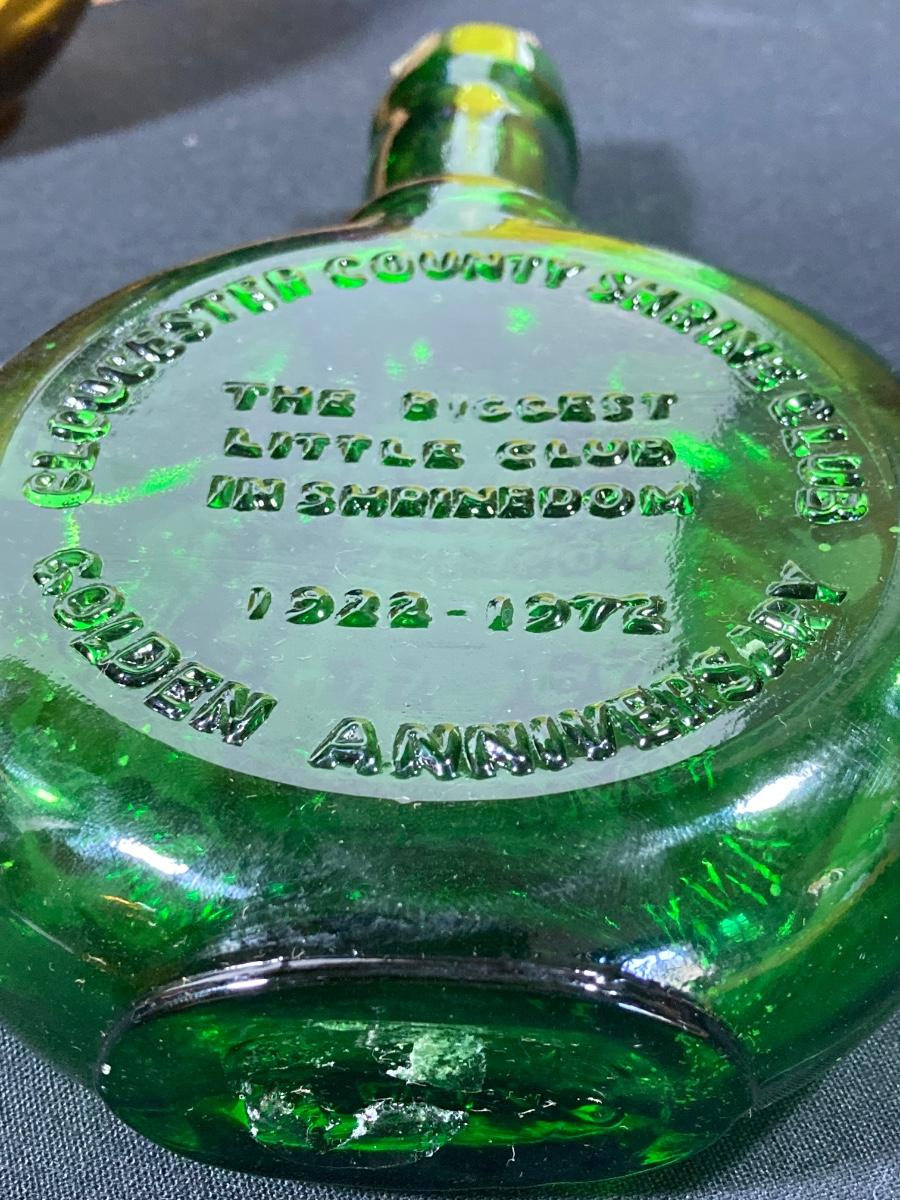 GLOUCESTER COUNTY SHRINE CLUB
THE BIGGEST
LITTLE CLUB
IN SHRINEDOM
1922-1972
GOLDEN ANNIVERSARY